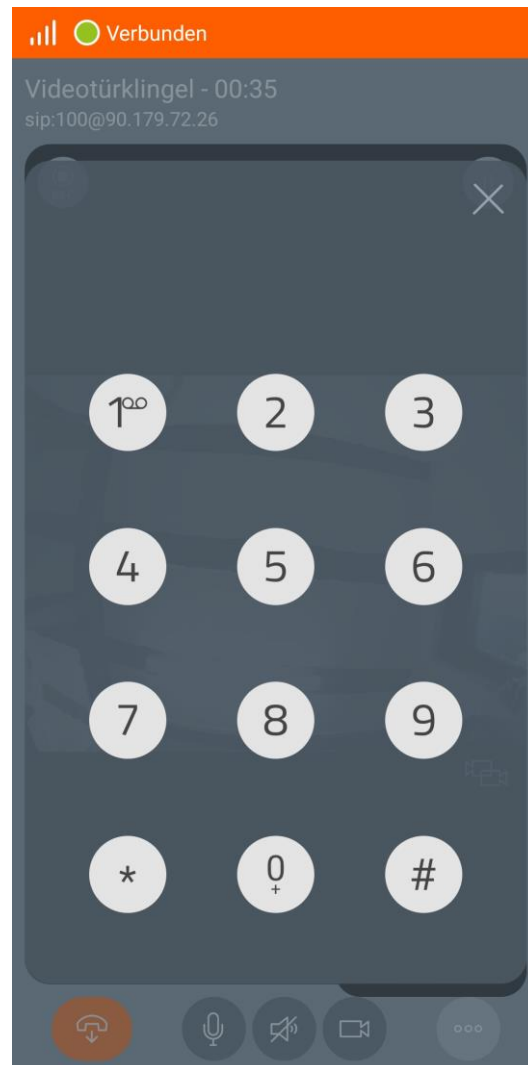 Verbunden
Videotürklingel - 00:35
sip:100@90.179.72.26
1 2 3
4 5 6
7 8 9
* 0 #
+